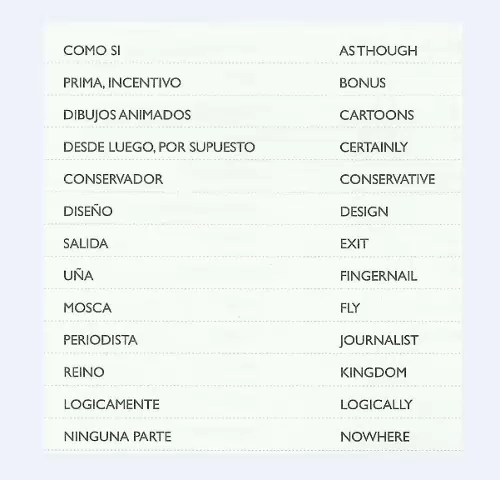 COMO SI AS THOUGH
PRIMA, INCENTIVO BONUS
DIBUJOS ANIMADOS CARTOONS
DESDE LUEGO, POR SUPUESTO CERTAINLY
CONSERVADOR CONSERVATIVE
DISEÑO DESIGN
SALIDA EXIT
UÑA FINGERNAIL
MOSCA FLY
PERIODISTA JOURNALIST
REINO KINGDOM
LOGICAMENTE LOGICALLY
NINGUNA PARTE NOWHERE